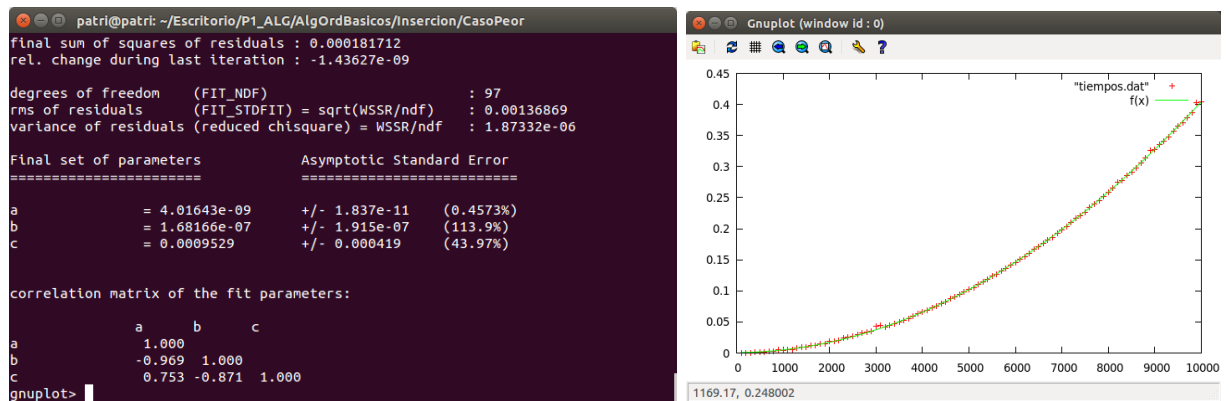 patri@patri: ~/Escritorio/P1_ALG/AlgOrdBasicos/Insercion/CasoPeor
final sum of squares of residuals : 0.000181712
rel. change during last iteration : -1.43627e-09
degrees of freedom    (FIT_NDF)                        : 97
rms of residuals      (FIT_STDFIT) = sqrt(WSSR/ndf)    : 0.00136869
variance of residuals (reduced chisquare) = WSSR/ndf   : 1.87332e-06
Final set of parameters            Asymptotic Standard Error
=======================            ==========================
a               = 4.01643e-09      +/- 1.837e-11    (0.4573%)
b               = 1.68166e-07      +/- 1.915e-07    (113.9%)
c               = 0.0009529        +/- 0.000419     (43.97%)
correlation matrix of the fit parameters:
a      b      c
a               1.000
b              -0.969  1.000
c               0.753 -0.871  1.000
gnuplot>
Gnuplot (window id : 0)
"tiempos.dat"
f(x)
0.45
0.4
0.35
0.3
0.25
0.2
0.15
0.1
0.05
0
0 1000 2000 3000 4000 5000 6000 7000 8000 9000 10000
1169.17, 0.248002